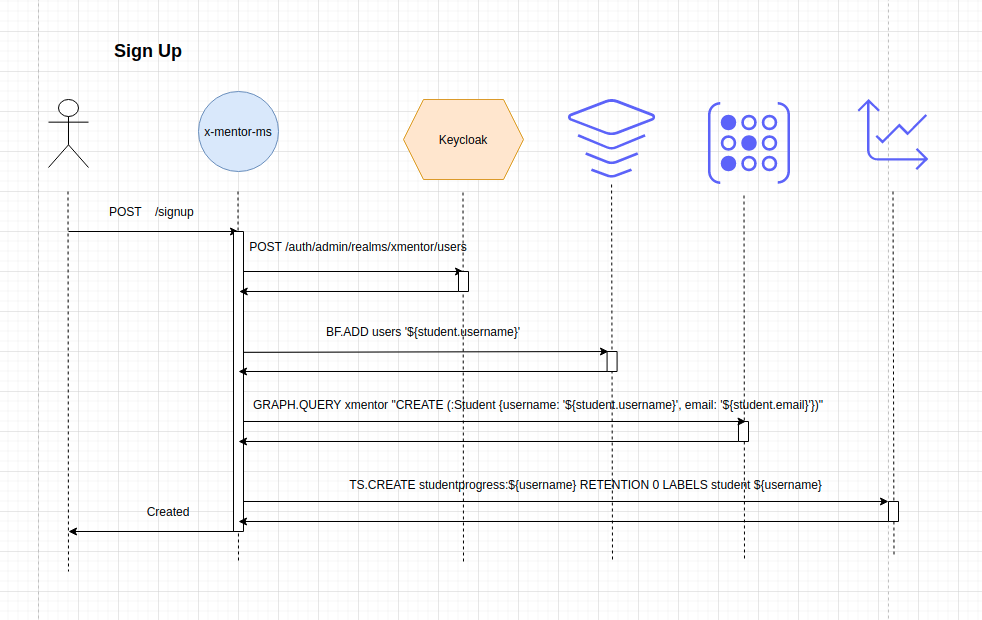 Sign Up
x-mentor-ms
Keycloak
POST /signup
POST /auth/admin/realms/xmentor/users
BF.ADD users '${student.username}'
GRAPH.QUERY xmentor "CREATE (:Student {username: '${student.username}', email: '${student.email}'})"
TS.CREATE studentprogress:${username} RETENTION 0 LABELS student ${username}
Created